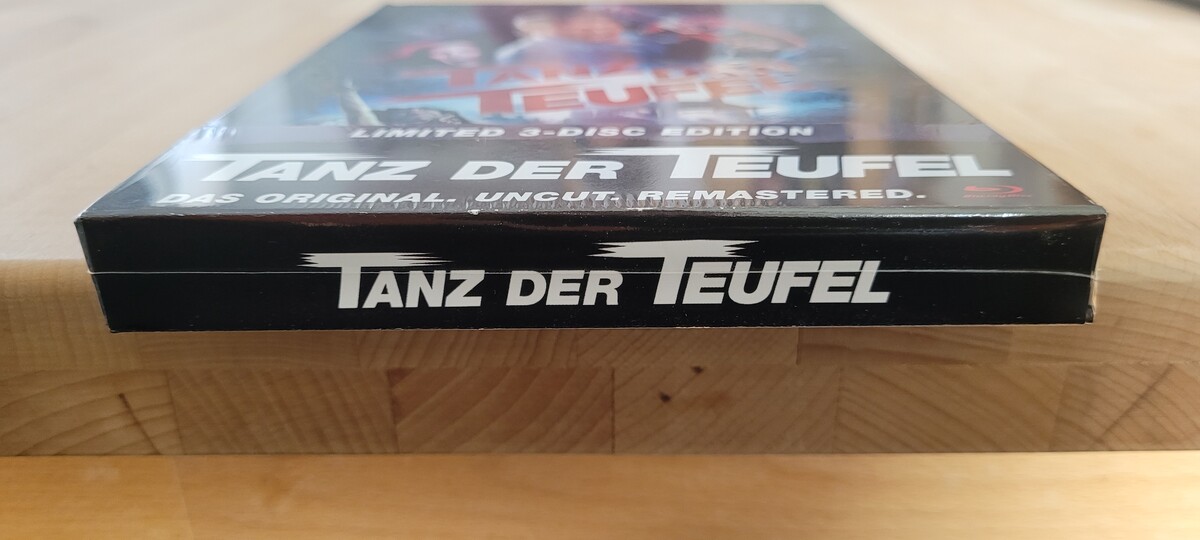 TANZ DER
TEUFEL
LIMITED 3-DISC EDITION
TANZ DER TEUFEL
DAS ORIGINAL. UNCUT. REMASTERED.
TANZ DER TEUFEL